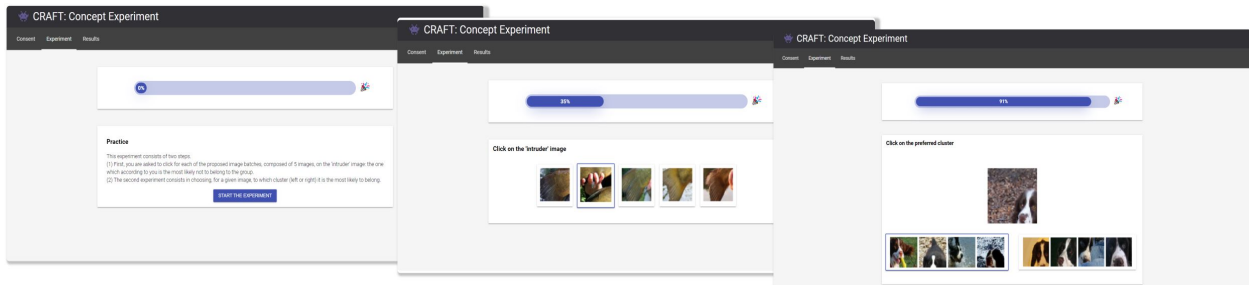 CRAFT: Concept Experiment
Consent Experiment Results
0%
Practice
This experiment consists of two steps.
(1) First, you are asked to click for each of the proposed image batches, composed of 5 images, on the 'intruder' image: the one
which according to you is the most likely not to belong to the group.
(2) The second experiment consists in choosing, for a given image, to which cluster (left or right) it is the most likely to belong.
START THE EXPERIMENT
CRAFT: Concept Experiment
Consent Experiment Results
35%
Click on the 'Intruder' image
CRAFT: Concept Experiment
Consent Experiment Results
91%
Click on the preferred cluster